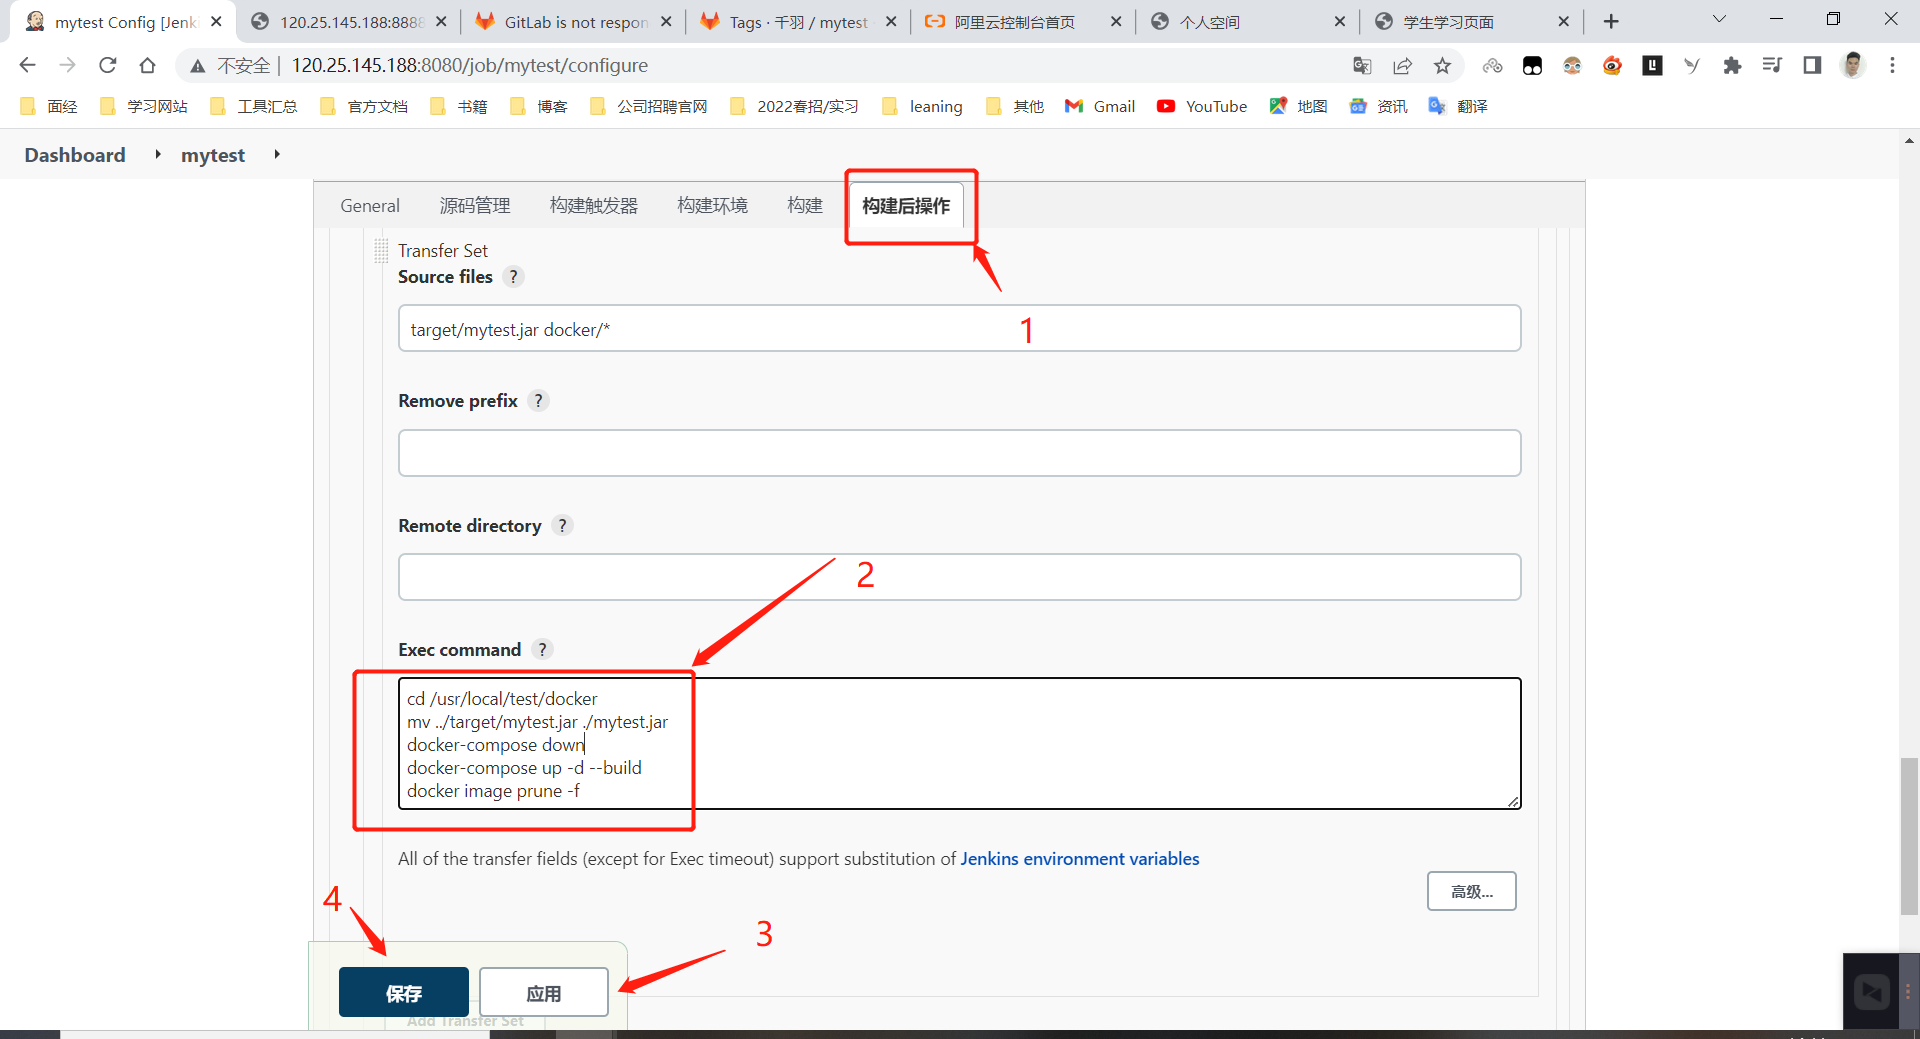 mytest Config [Jenki
120.25.145.188:8888
GitLab is not respon
Tags · 千羽 / mytest
阿里云控制台首页
个人空间
学生学习页面
不安全 | 120.25.145.188:8080/job/mytest/configure
面经 学习网站 工具汇总 官方文档 书籍 博客 公司招聘官网 2022春招/实习 leaning 其他 Gmail YouTube 地图 资讯 翻译
Dashboard mytest
General 源码管理 构建触发器 构建环境 构建 构建后操作
Transfer Set
Source files ?
target/mytest.jar docker/*
1
Remove prefix ?
Remote directory ?
2
Exec command ?
cd /usr/local/test/docker
mv ../target/mytest.jar ./mytest.jar
docker-compose down
docker-compose up -d --build
docker image prune -f
All of the transfer fields (except for Exec timeout) support substitution of Jenkins environment variables
高级...
4
3
保存 应用
Add Transfer Set